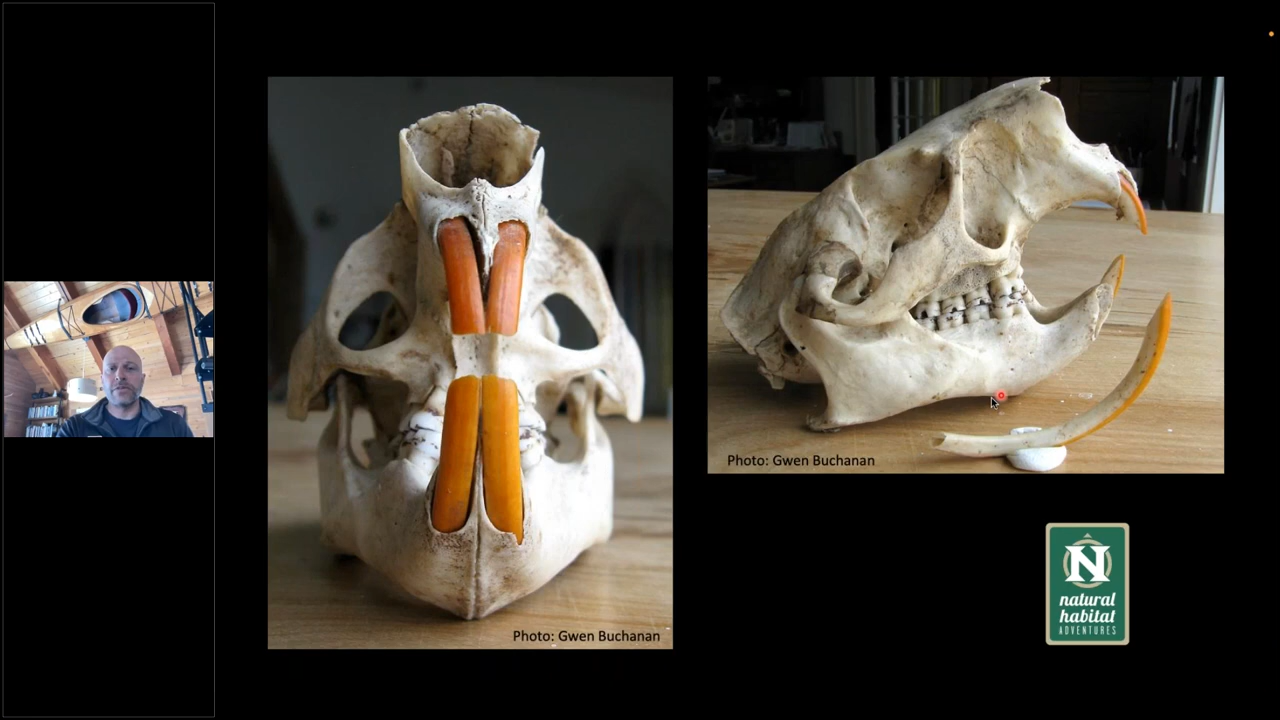 Photo: Gwen Buchanan
Photo: Gwen Buchanan
N
natural
habitat
ADVENTURES